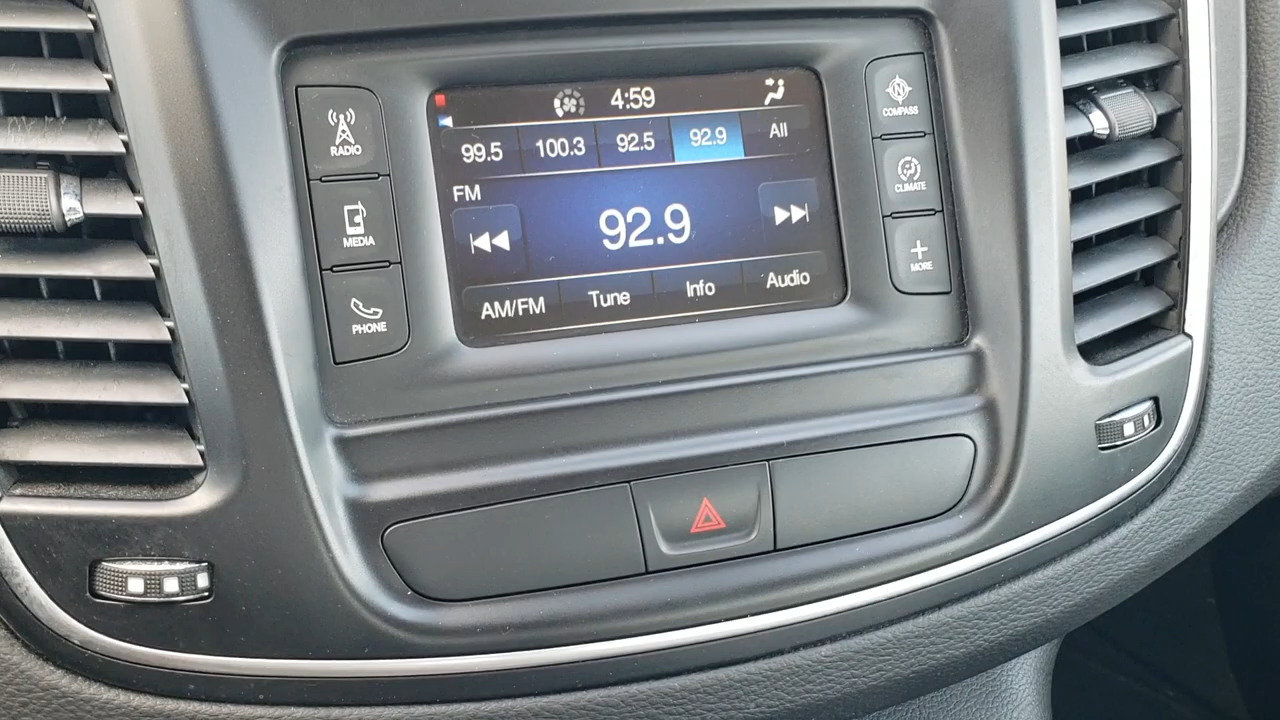 4:59
99.5 100.3 92.5 92.9 All
FM
92.9
AM/FM Tune Info Audio
RADIO
MEDIA
PHONE
N
COMPASS
CLIMATE
MORE